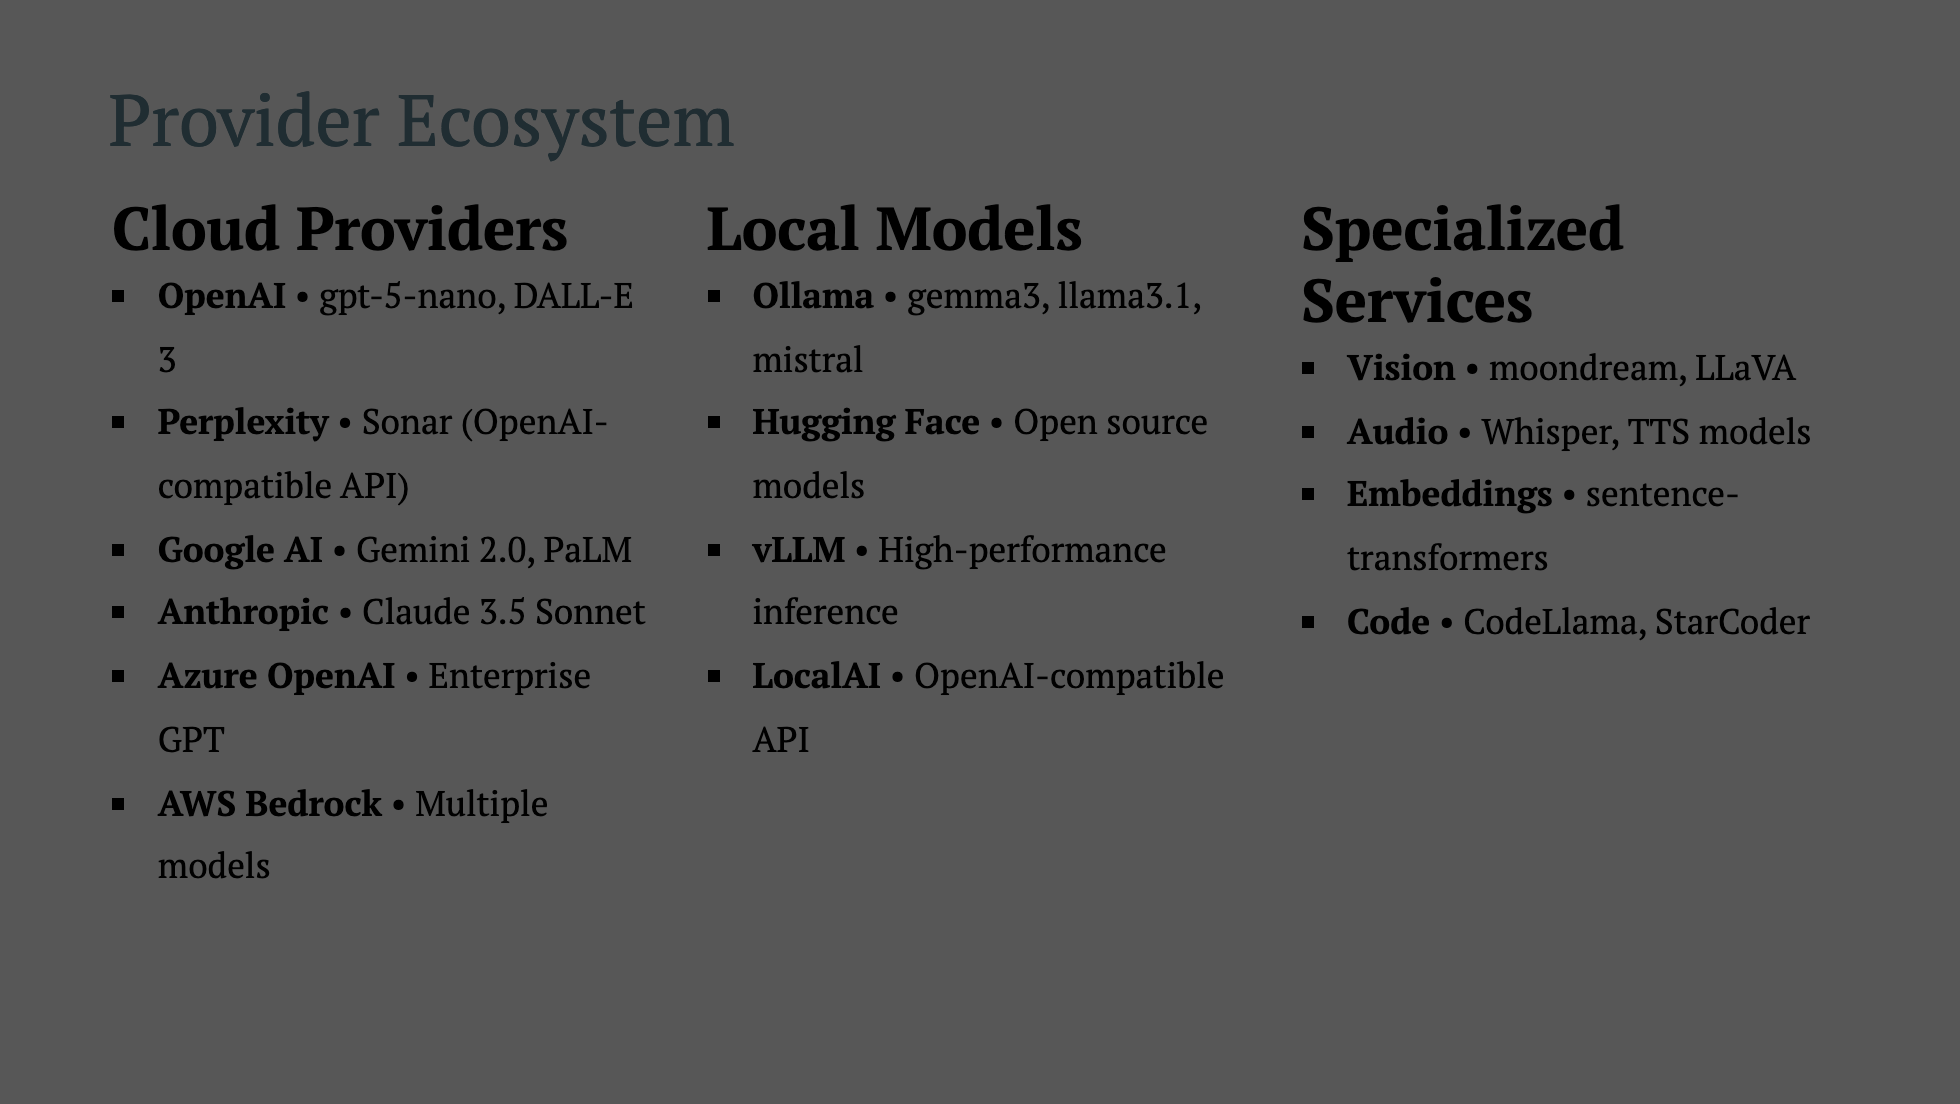 Provider Ecosystem
Cloud Providers
▪ OpenAI • gpt-5-nano, DALL-E
3
▪ Perplexity • Sonar (OpenAI-
compatible API)
▪ Google AI • Gemini 2.0, PaLM
▪ Anthropic • Claude 3.5 Sonnet
▪ Azure OpenAI • Enterprise
GPT
▪ AWS Bedrock • Multiple
models
Local Models
▪ Ollama • gemma3, llama3.1,
mistral
▪ Hugging Face • Open source
models
▪ vLLM • High-performance
inference
▪ LocalAI • OpenAI-compatible
API
Specialized
Services
▪ Vision • moondream, LLaVA
▪ Audio • Whisper, TTS models
▪ Embeddings • sentence-
transformers
▪ Code • CodeLlama, StarCoder